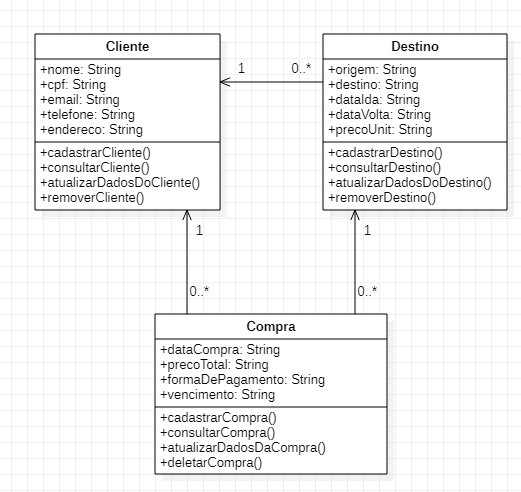 Cliente
+nome: String
+cpf: String
+email: String
+telefone: String
+endereco: String
+cadastrarCliente()
+consultarCliente()
+atualizarDadosDoCliente()
+removerCliente()
1
0..*
Destino
+origem: String
+destino: String
+dataIda: String
+dataVolta: String
+precoUnit: String
+cadastrarDestino()
+consultarDestino()
+atualizarDadosDoDestino()
+removerDestino()
1
1
0..*
0..*
Compra
+dataCompra: String
+precoTotal: String
+formaDePagamento: String
+vencimento: String
+cadastrarCompra()
+consultarCompra()
+atualizarDadosDaCompra()
+deletarCompra()